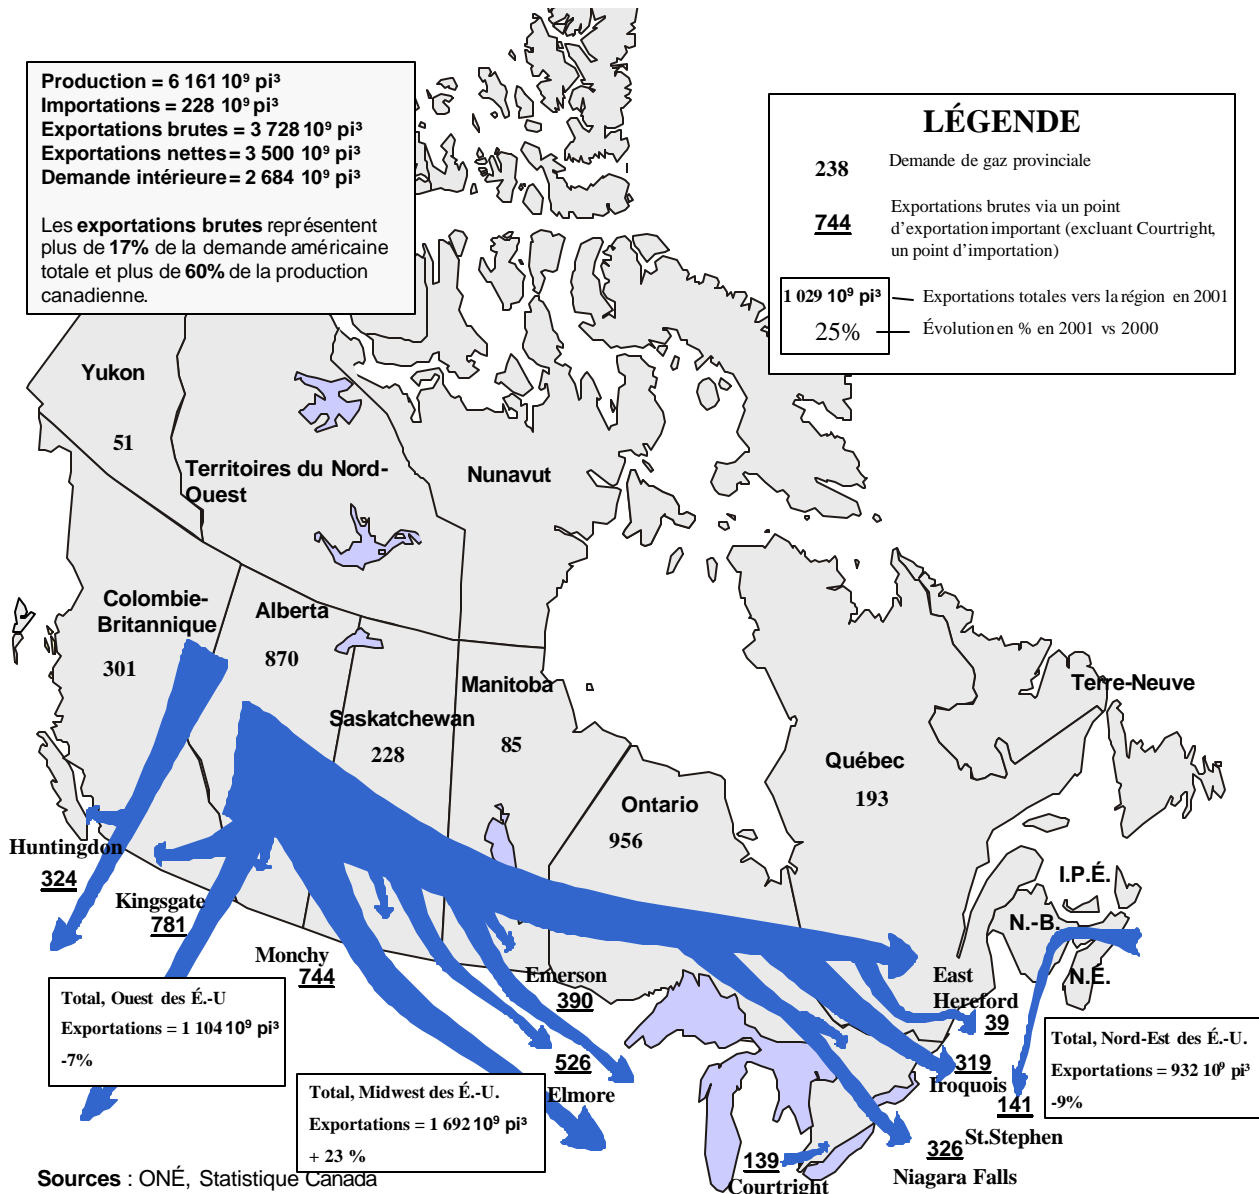 Production = 6 161 10⁹ pi³
Importations = 228 10⁹ pi³
Exportations brutes = 3 728 10⁹ pi³
Exportations nettes = 3 500 10⁹ pi³
Demande intérieure = 2 684 10⁹ pi³
Les exportations brutes représentent
plus de 17% de la demande américaine
totale et plus de 60% de la production
canadienne.
LÉGENDE
238 Demande de gaz provinciale
744 Exportations brutes via un point
d'exportation important (excluant Courtright,
un point d'importation)
1 029 10⁹ pi³ Exportations totales vers la région en 2001
25% Évolution en % en 2001 vs 2000
Yukon
51
Territoires du Nord-
Ouest
Nunavut
Colombie-
Britannique
301
Alberta
870
Saskatchewan
228
Manitoba
85
Ontario
956
Québec
193
Terre-Neuve
I.P.É.
N.-B.
N.É.
Huntingdon
324
Kingsgate
781
Monchy
744
Emerson
390
526
Elmore
East
Hereford
39
319
Iroquois
141
St.Stephen
326
Niagara Falls
139
Courtright
Total, Ouest des É.-U
Exportations = 1 104 10⁹ pi³
-7%
Total, Midwest des É.-U.
Exportations = 1 692 10⁹ pi³
+ 23 %
Total, Nord-Est des É.-U.
Exportations = 932 10⁹ pi³
-9%
Sources : ONÉ, Statistique Canada